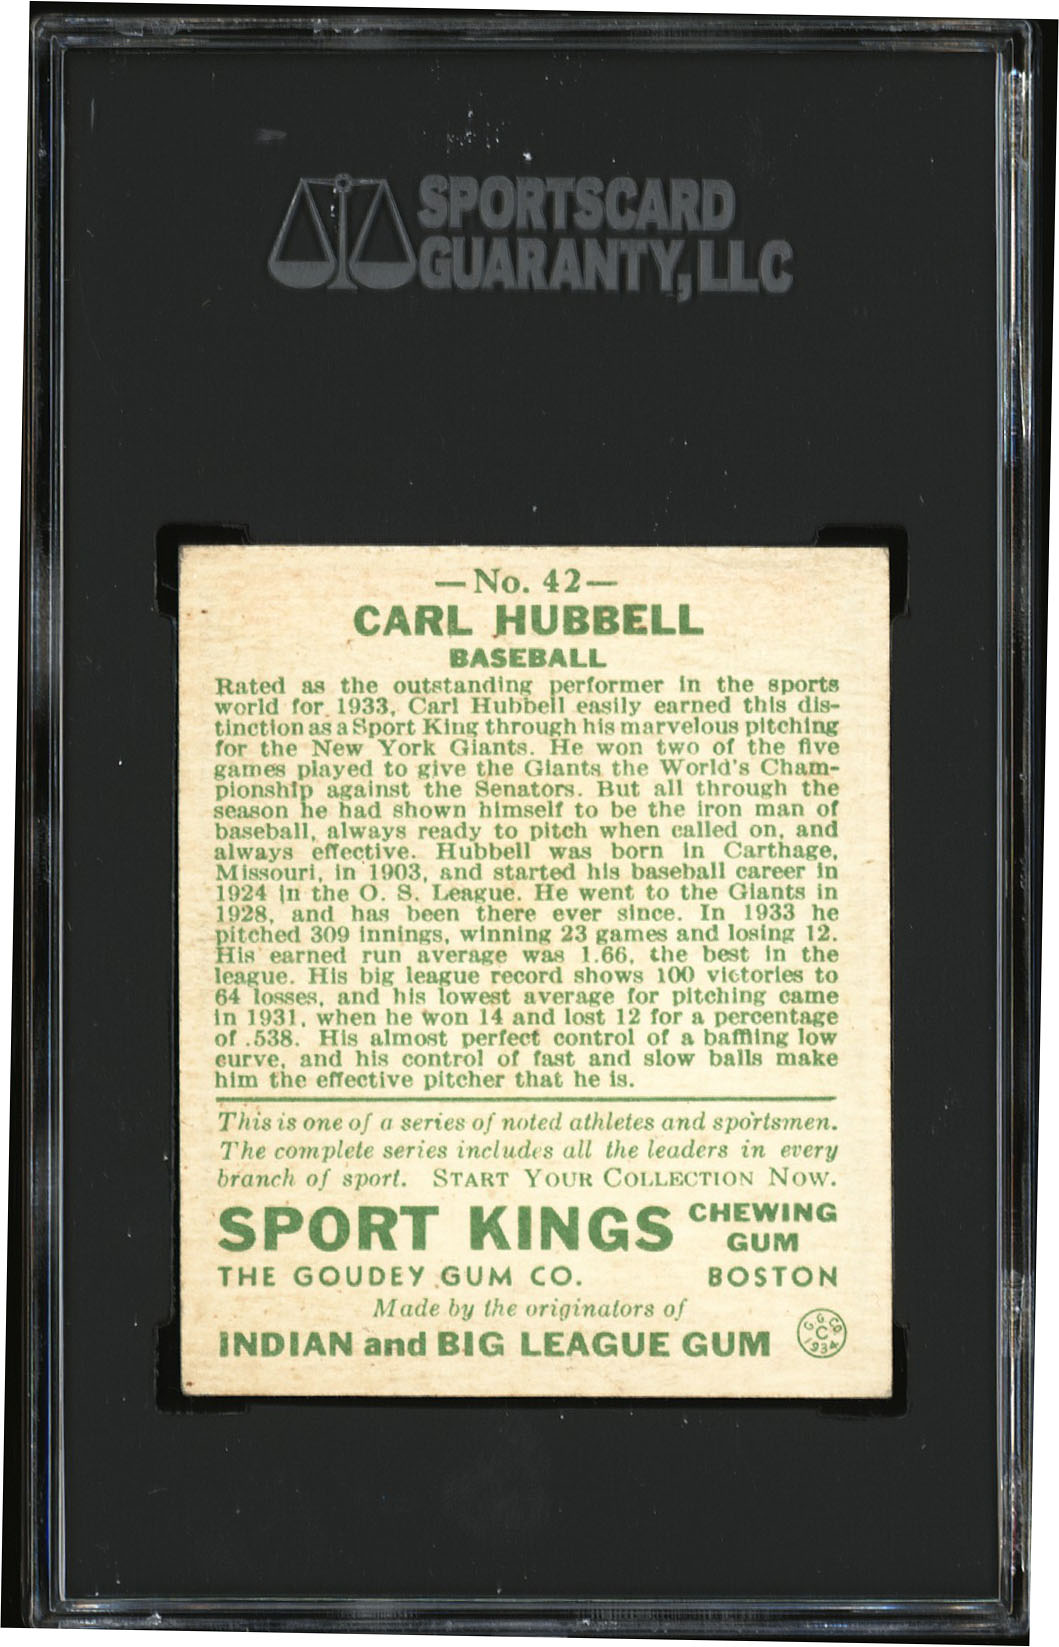 SPORTSCARD
GUARANTY, LLC
—No. 42—
CARL HUBBELL
BASEBALL
Rated as the outstanding performer in the sports
world for 1933, Carl Hubbell easily earned this dis-
tinction as a Sport King through his marvelous pitching
for the New York Giants. He won two of the five
games played to give the Giants the World's Cham-
pionship against the Senators. But all through the
season he had shown himself to be the iron man of
baseball, always ready to pitch when called on, and
always effective. Hubbell was born in Carthage,
Missouri, in 1903, and started his baseball career in
1924 in the O. S. League. He went to the Giants in
1928, and has been there ever since. In 1933 he
pitched 309 innings, winning 23 games and losing 12.
His earned run average was 1.66, the best in the
league. His big league record shows 100 victories to
64 losses, and his lowest average for pitching came
in 1931, when he won 14 and lost 12 for a percentage
of .538. His almost perfect control of a baffling low
curve, and his control of fast and slow balls make
him the effective pitcher that he is.
This is one of a series of noted athletes and sportsmen.
The complete series includes all the leaders in every
branch of sport. START YOUR COLLECTION NOW.
SPORT KINGS CHEWING GUM
THE GOUDEY GUM CO. BOSTON
Made by the originators of
INDIAN and BIG LEAGUE GUM
G. G. CO.
C
1934